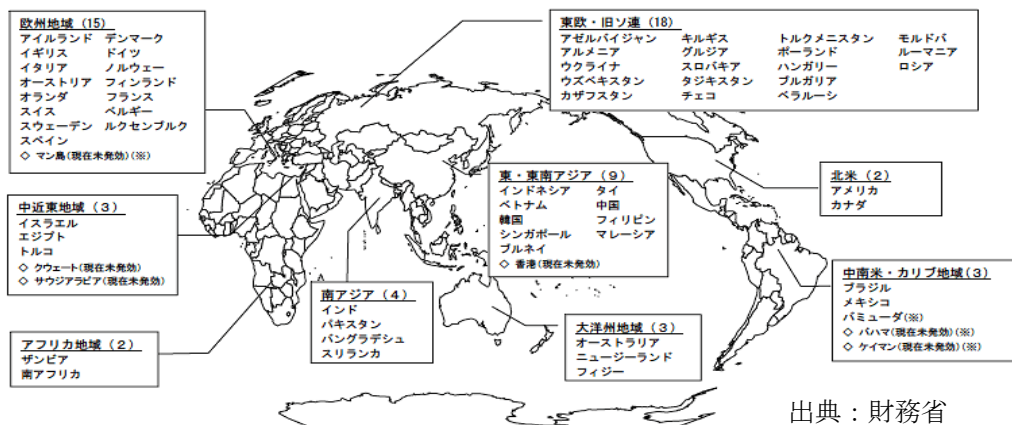 欧州地域(15)
アイルランド デンマーク
イギリス ドイツ
イタリア ノルウェー
オーストリア フィンランド
オランダ フランス
スイス ベルギー
スウェーデン ルクセンブルク
スペイン
◇ マン島(現在未発効)(※)
東欧・旧ソ連(18)
アゼルバイジャン キルギス トルクメニスタン モルドバ
アルメニア グルジア ポーランド ルーマニア
ウクライナ スロバキア ハンガリー ロシア
ウズベキスタン タジキスタン ブルガリア
カザフスタン チェコ ベラルーシ
中近東地域(3)
イスラエル
エジプト
トルコ
◇ クウェート(現在未発効)
◇ サウジアラビア(現在未発効)
東・東南アジア(9)
インドネシア タイ
ベトナム 中国
韓国 フィリピン
シンガポール マレーシア
ブルネイ
◇ 香港(現在未発効)
北米(2)
アメリカ
カナダ
アフリカ地域(2)
ザンビア
南アフリカ
南アジア(4)
インド
パキスタン
バングラデシュ
スリランカ
大洋州地域(3)
オーストラリア
ニュージーランド
フィジー
中南米・カリブ地域(3)
ブラジル
メキシコ
バミューダ(※)
◇ バハマ(現在未発効)(※)
◇ ケイマン(現在未発効)(※)
出典:財務省